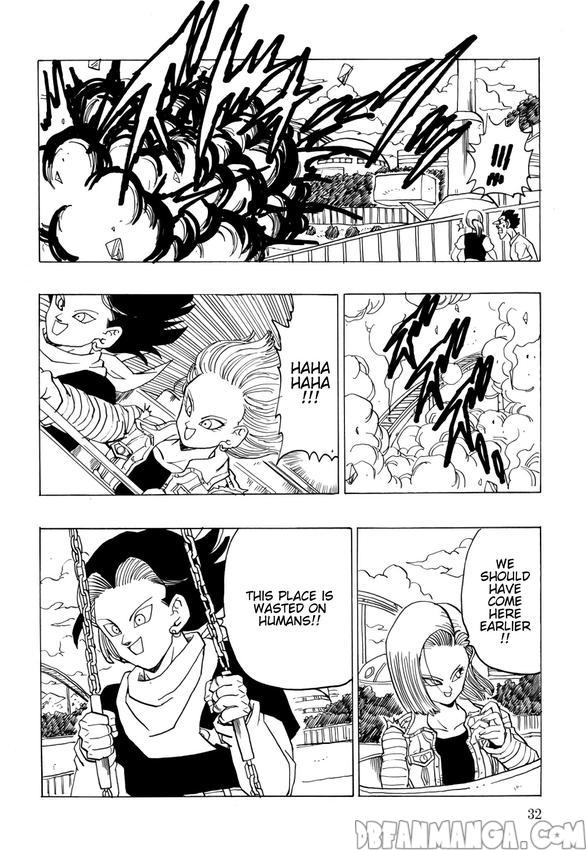 !!!
HAHA
HAHA
!!!
WE
SHOULD
HAVE
COME
HERE
EARLIER
!!
THIS PLACE IS
WASTED ON
HUMANS!!
32
DBFANMANGA.COM